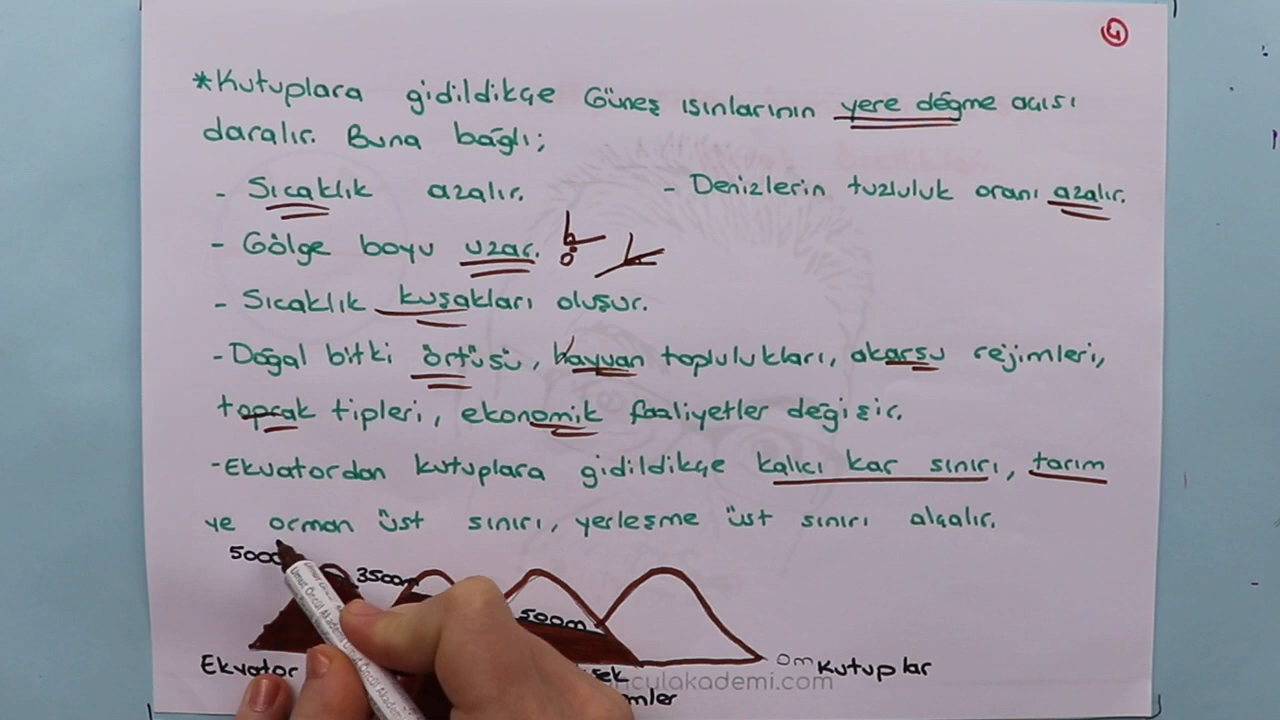 4
*Kutuplara gidildikçe Güneş ısınlarının yere değme açısı
daralır. Buna bağlı;
- Sıcaklık azalır. - Denizlerin tuzluluk oranı azalır.
- Gölge boyu uzar.
- Sıcaklık kuşakları oluşur.
- Doğal bitki örtüsü, hayvan toplulukları, akarsu rejimleri,
toprak tipleri, ekonomik faaliyetler değişir.
- Ekvatordan kutuplara gidildikçe kalıcı kar sınırı, tarım
ve orman üst sınırı, yerleşme üst sınırı alçalır.
3500m
500m
Ekvator 0m Kutuplar